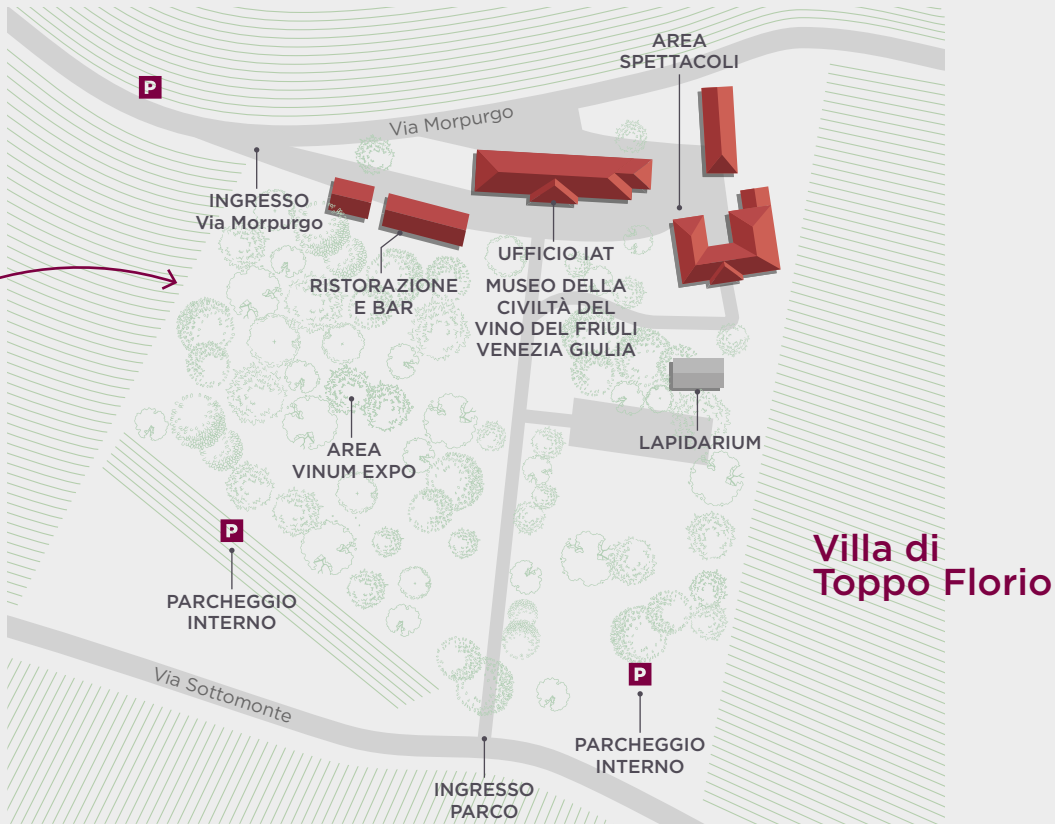 AREA
SPETTACOLI
P
Via Morpurgo
INGRESSO
Via Morpurgo
UFFICIO IAT
RISTORAZIONE
E BAR
MUSEO DELLA
CIVILTÀ DEL
VINO DEL FRIULI
VENEZIA GIULIA
LAPIDARIUM
AREA
VINUM EXPO
P
PARCHEGGIO
INTERNO
Villa di
Toppo Florio
Via Sottomonte
P
PARCHEGGIO
INTERNO
INGRESSO
PARCO